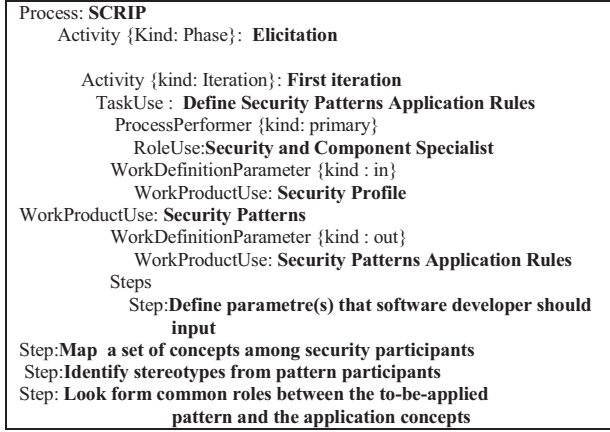 Process: SCRIP
Activity {Kind: Phase}: Elicitation
Activity {kind: Iteration}: First iteration
TaskUse : Define Security Patterns Application Rules
ProcessPerformer {kind: primary}
RoleUse:Security and Component Specialist
WorkDefinitionParameter {kind : in}
WorkProductUse: Security Profile
WorkProductUse: Security Patterns
WorkDefinitionParameter {kind : out}
WorkProductUse: Security Patterns Application Rules
Steps
Step:Define parametre(s) that software developer should
input
Step:Map a set of concepts among security participants
Step:Identify stereotypes from pattern participants
Step: Look form common roles between the to-be-applied
pattern and the application concepts